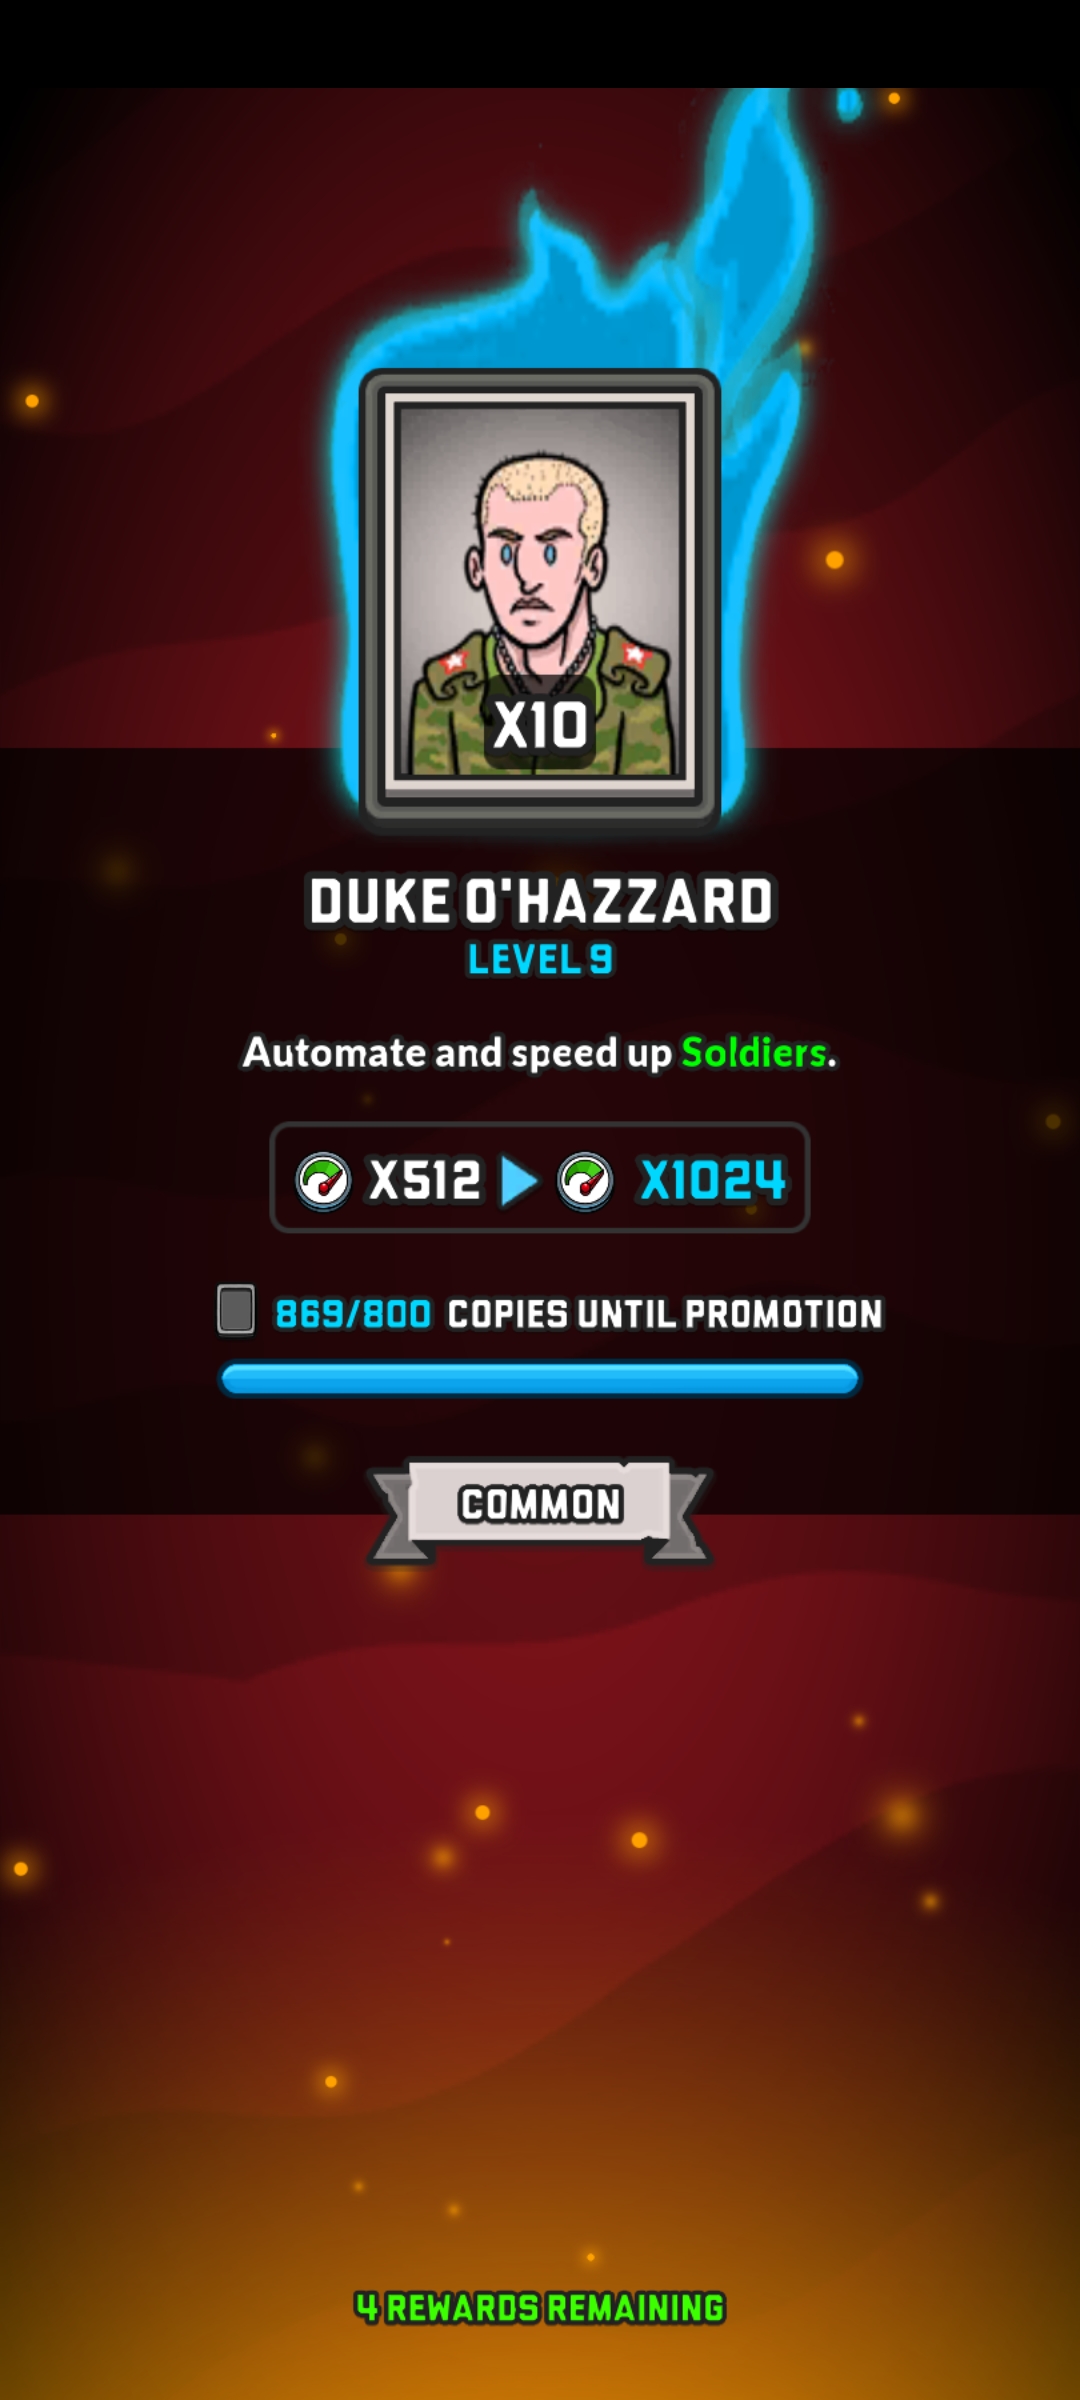 X10
DUKE O'HAZZARD
LEVEL 9
Automate and speed up Soldiers.
X512 X1024
869/800 COPIES UNTIL PROMOTION
COMMON
4 REWARDS REMAINING